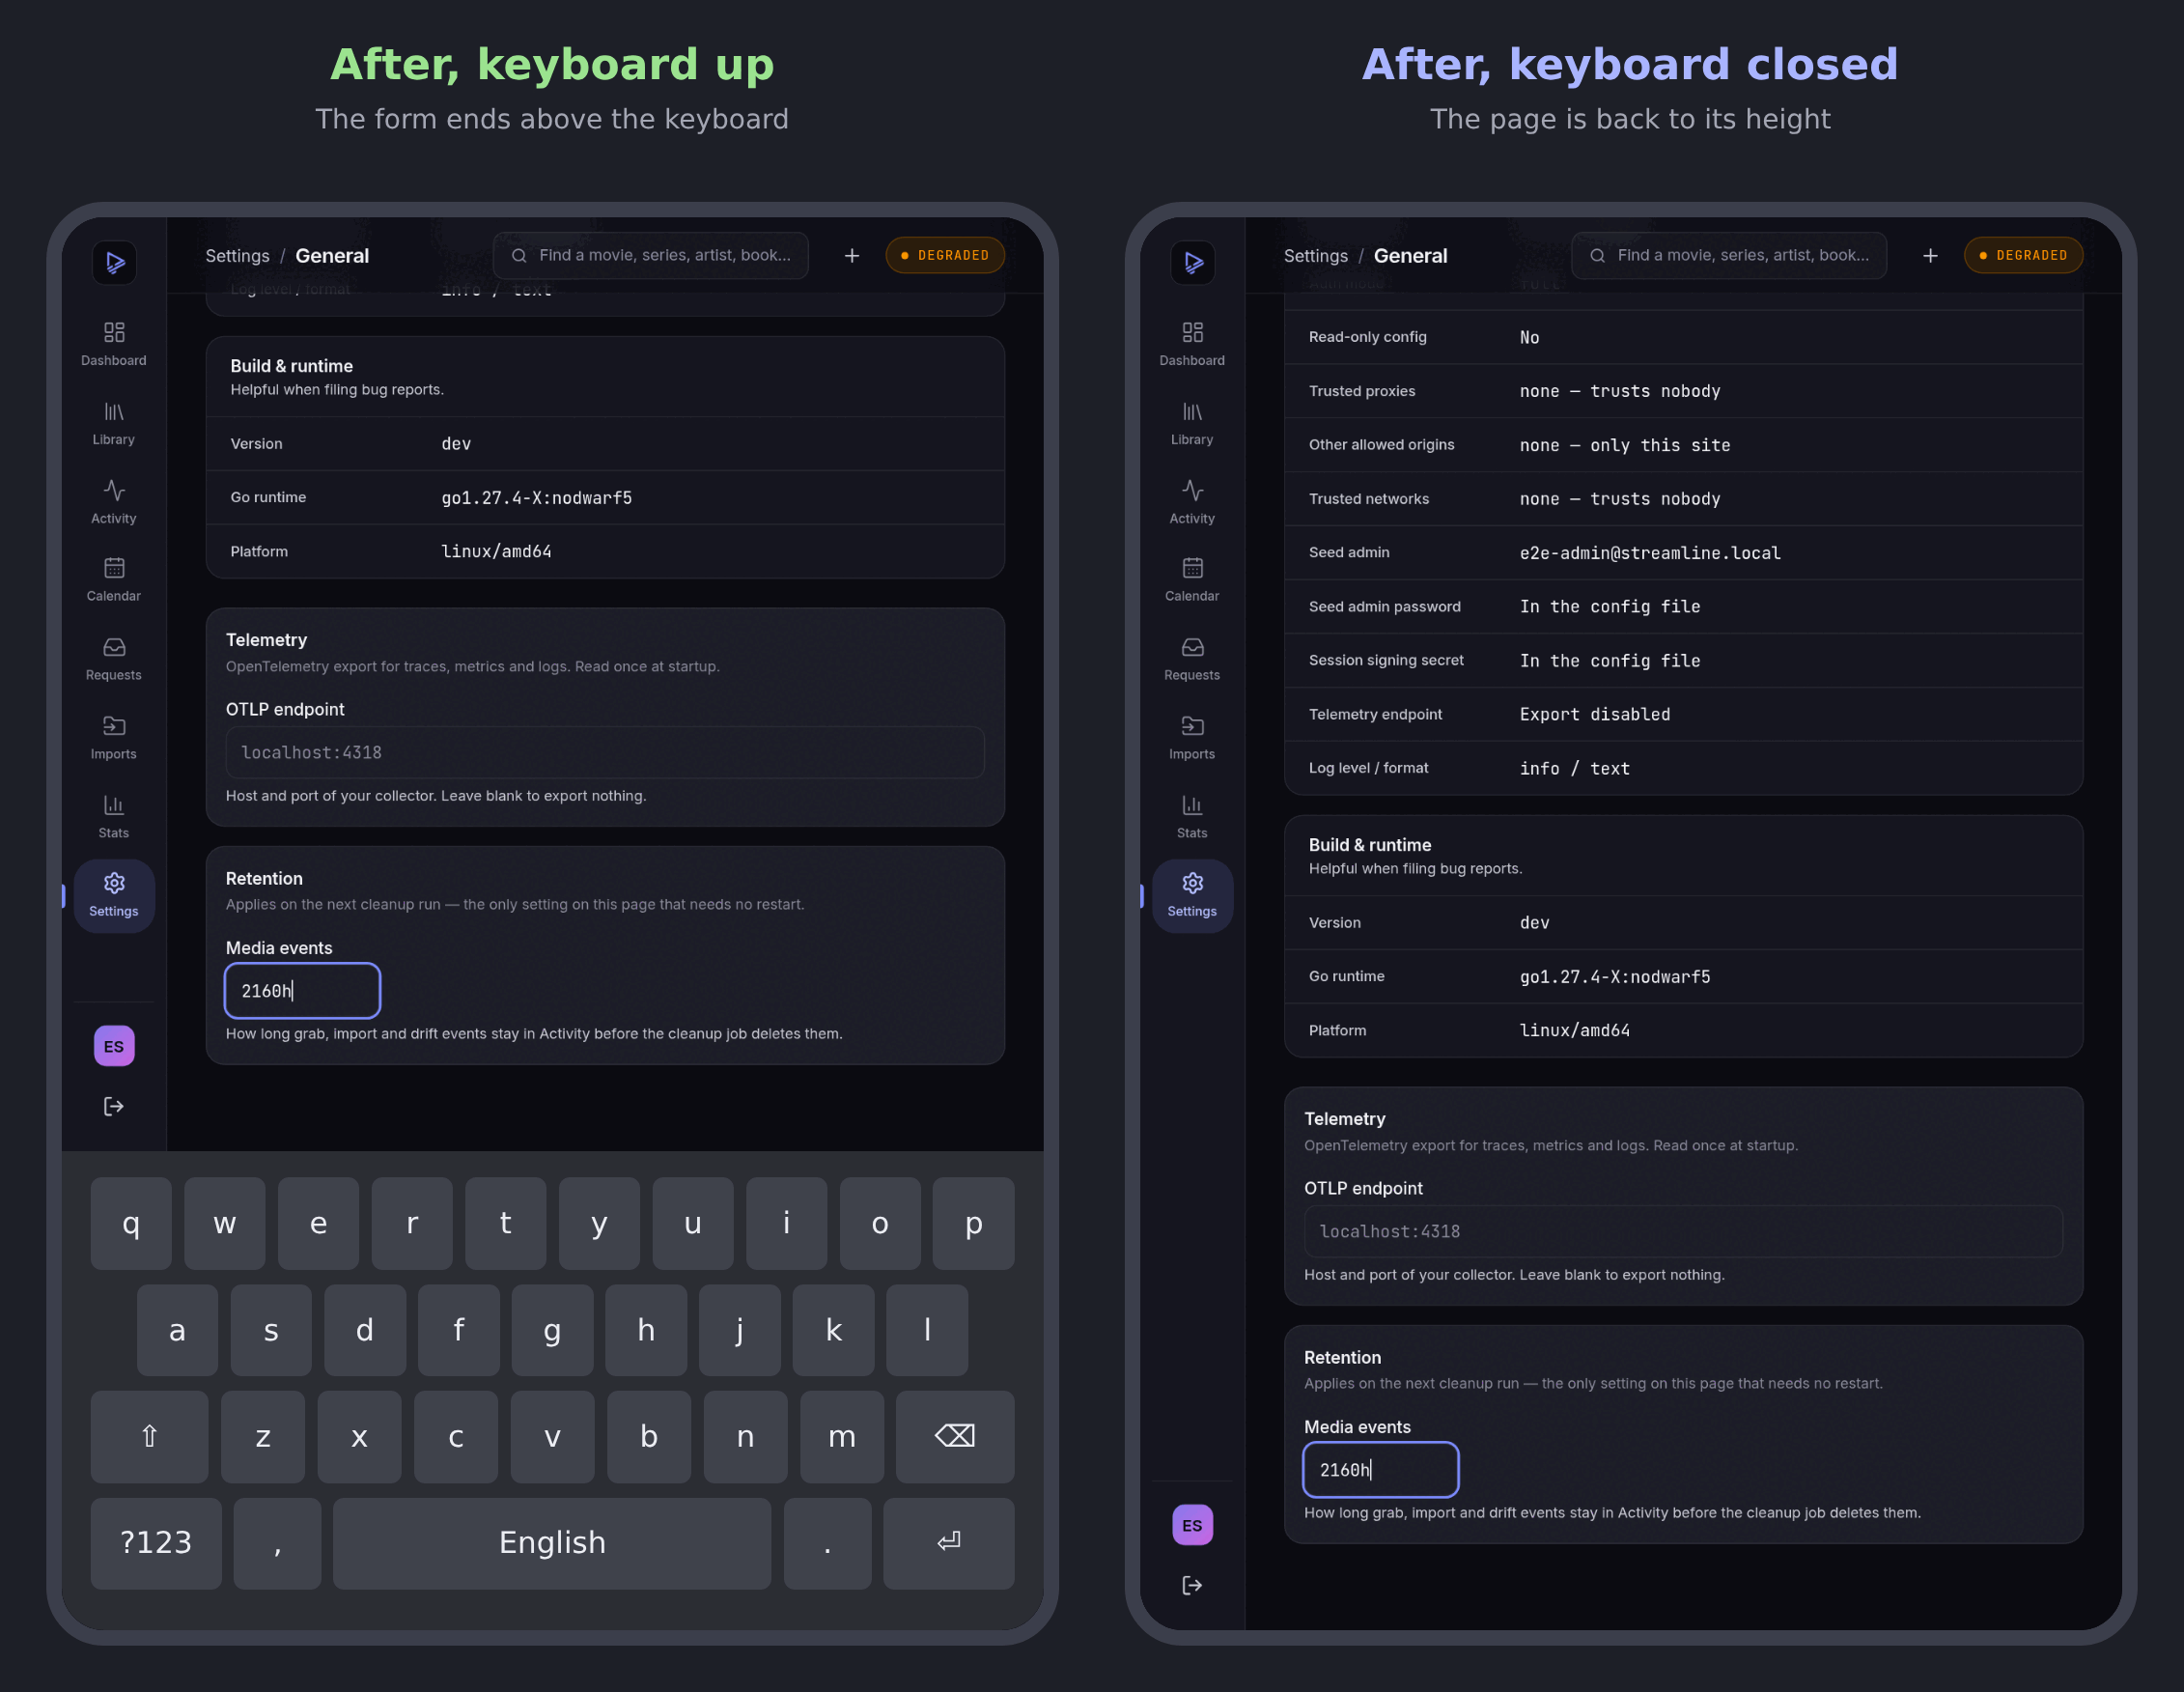 After, keyboard up
The form ends above the keyboard
Settings / General
Find a movie, series, artist, book...
+
DEGRADED
Log level / format info / text
Dashboard
Library
Activity
Calendar
Requests
Imports
Stats
Settings
ES
Build & runtime
Helpful when filing bug reports.
Version dev
Go runtime go1.27.4-X:nodwarf5
Platform linux/amd64
Telemetry
OpenTelemetry export for traces, metrics and logs. Read once at startup.
OTLP endpoint
localhost:4318
Host and port of your collector. Leave blank to export nothing.
Retention
Applies on the next cleanup run — the only setting on this page that needs no restart.
Media events
2160h
How long grab, import and drift events stay in Activity before the cleanup job deletes them.
q w e r t y u i o p
a s d f g h j k l
⇧ z x c v b n m ⌫
?123 , English . ⏎
After, keyboard closed
The page is back to its height
Settings / General
Find a movie, series, artist, book...
+
DEGRADED
Auth mode full
Dashboard
Library
Activity
Calendar
Requests
Imports
Stats
Settings
ES
Read-only config No
Trusted proxies none — trusts nobody
Other allowed origins none — only this site
Trusted networks none — trusts nobody
Seed admin e2e-admin@streamline.local
Seed admin password In the config file
Session signing secret In the config file
Telemetry endpoint Export disabled
Log level / format info / text
Build & runtime
Helpful when filing bug reports.
Version dev
Go runtime go1.27.4-X:nodwarf5
Platform linux/amd64
Telemetry
OpenTelemetry export for traces, metrics and logs. Read once at startup.
OTLP endpoint
localhost:4318
Host and port of your collector. Leave blank to export nothing.
Retention
Applies on the next cleanup run — the only setting on this page that needs no restart.
Media events
2160h
How long grab, import and drift events stay in Activity before the cleanup job deletes them.